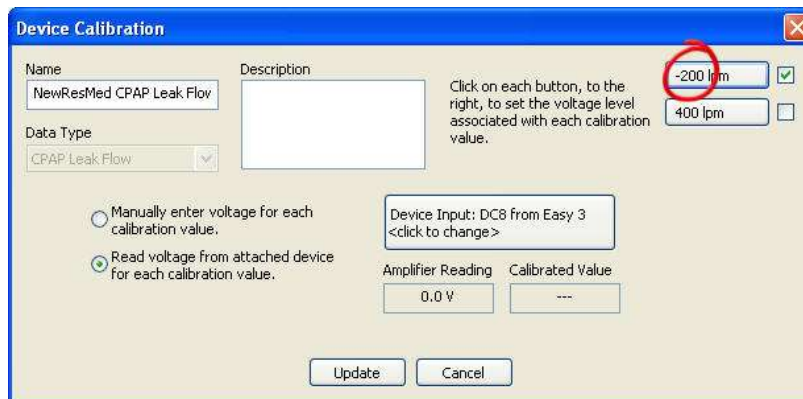 Device Calibration
Name
NewResMed CPAP Leak Flov
Data Type
CPAP Leak Flow
Description
Click on each button, to the
right, to set the voltage level
associated with each calibration
value.
-200 lpm
400 lpm
Manually enter voltage for each
calibration value.
Read voltage from attached device
for each calibration value.
Device Input: DC8 from Easy 3
<click to change>
Amplifier Reading
0.0 V
Calibrated Value
---
Update
Cancel